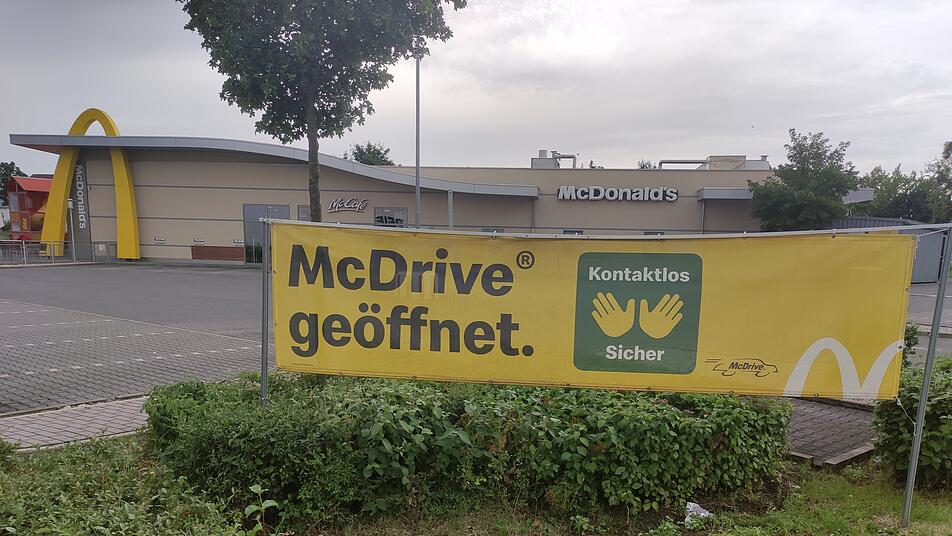 McDonald's
McCafé
McDonald's
McDrive®
geöffnet.
Kontaktlos
Sicher
McDrive